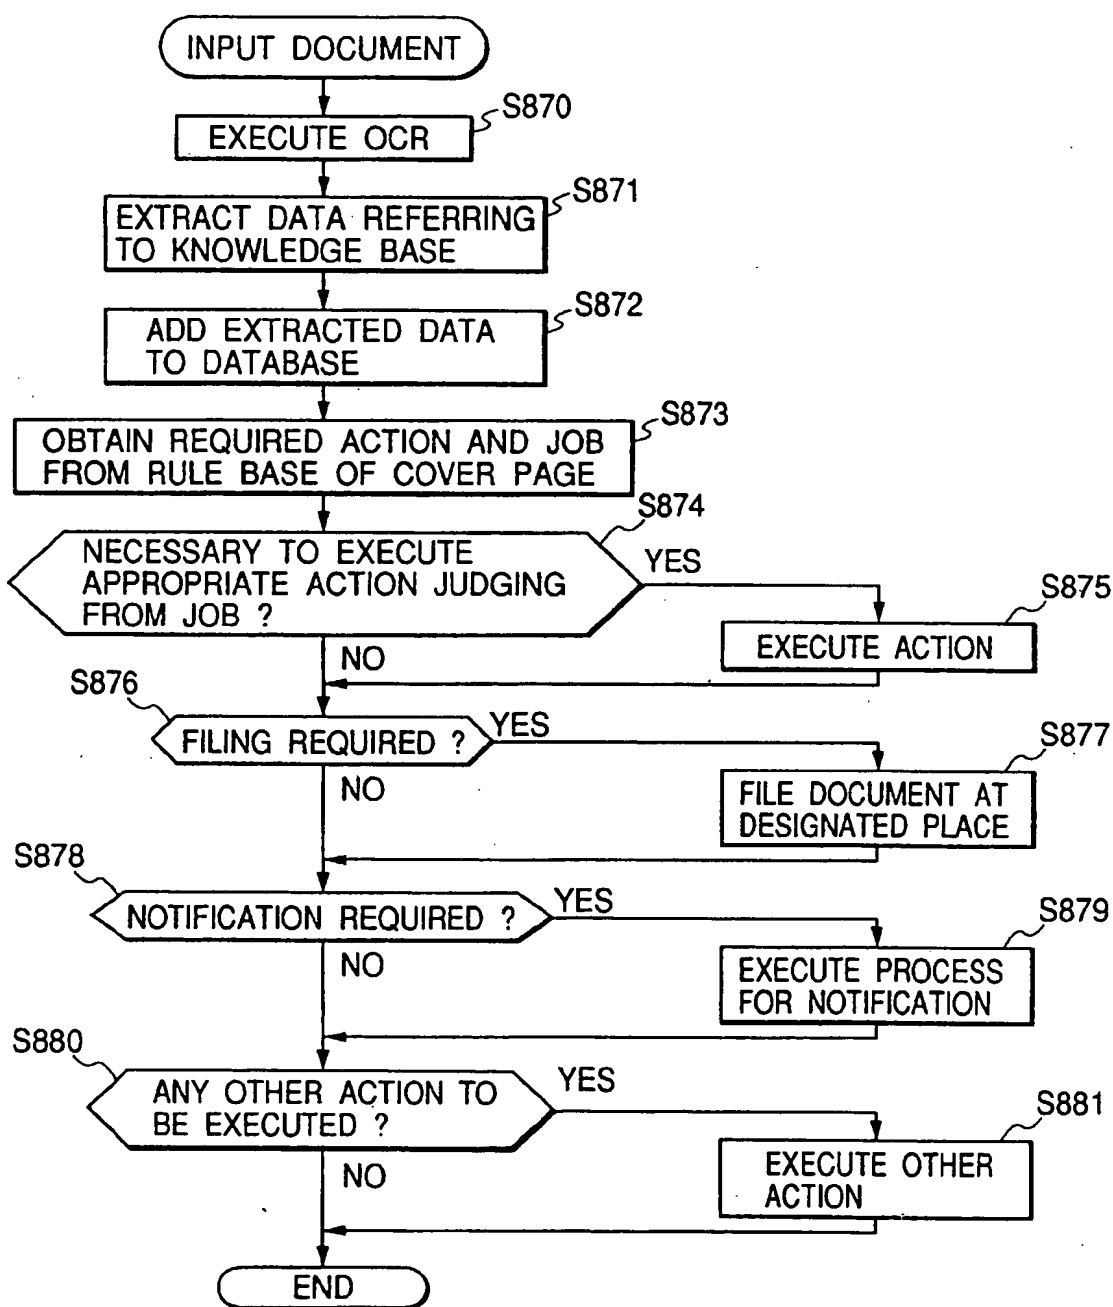 INPUT DOCUMENT
S870
EXECUTE OCR
S871
EXTRACT DATA REFERRING
TO KNOWLEDGE BASE
S872
ADD EXTRACTED DATA
TO DATABASE
S873
OBTAIN REQUIRED ACTION AND JOB
FROM RULE BASE OF COVER PAGE
S874
NECESSARY TO EXECUTE
APPROPRIATE ACTION JUDGING
FROM JOB ?
YES
S875
EXECUTE ACTION
NO
S876
FILING REQUIRED ?
YES
S877
FILE DOCUMENT AT
DESIGNATED PLACE
NO
S878
NOTIFICATION REQUIRED ?
YES
S879
EXECUTE PROCESS
FOR NOTIFICATION
NO
S880
ANY OTHER ACTION TO
BE EXECUTED ?
YES
S881
EXECUTE OTHER
ACTION
NO
END